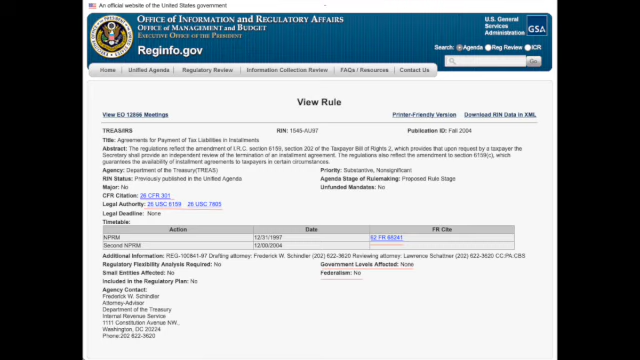 An official website of the United States government
OFFICE OF INFORMATION AND REGULATORY AFFAIRS
OFFICE OF MANAGEMENT AND BUDGET
EXECUTIVE OFFICE OF THE PRESIDENT
Reginfo.gov
U.S. General
Services
Administration
GSA
Search: Agenda Reg Review ICR
Go
Home Unified Agenda Regulatory Review Information Collection Review FAQs / Resources Contact Us
View Rule
View EO 12866 Meetings Printer-Friendly Version Download RIN Data in XML
TREAS/IRS RIN: 1545-AU97 Publication ID: Fall 2004
Title: Agreements for Payment of Tax Liabilities in Installments
Abstract: The regulations reflect the amendment of I.R.C. section 6159, section 202 of the Taxpayer Bill of Rights 2, which provides that upon request by a taxpayer the
Secretary shall provide an independent review of the termination of an installment agreement. The regulations also reflect the amendment to section 6159(c), which
guarantees the availability of installment agreements to taxpayers in certain circumstances.
Agency: Department of the Treasury(TREAS) Priority: Substantive, Nonsignificant
RIN Status: Previously published in the Unified Agenda Agenda Stage of Rulemaking: Proposed Rule Stage
Major: No Unfunded Mandates: No
CFR Citation: 26 CFR 301
Legal Authority: 26 USC 6159 26 USC 7805
Legal Deadline: None
Timetable:
Action Date FR Cite
NPRM 12/31/1997 62 FR 68241
Second NPRM 12/00/2004
Additional Information: REG-100841-97 Drafting attorney: Frederick W. Schindler (202) 622-3620 Reviewing attorney: Lawrence Schattner (202) 622-3620 CC:PA:CBS
Regulatory Flexibility Analysis Required: No Government Levels Affected: None
Small Entities Affected: No Federalism: No
Included in the Regulatory Plan: No
Agency Contact:
Frederick W. Schindler
Attorney-Advisor
Department of the Treasury
Internal Revenue Service
1111 Constitution Avenue NW.,
Washington, DC 20224
Phone:202 622-3620